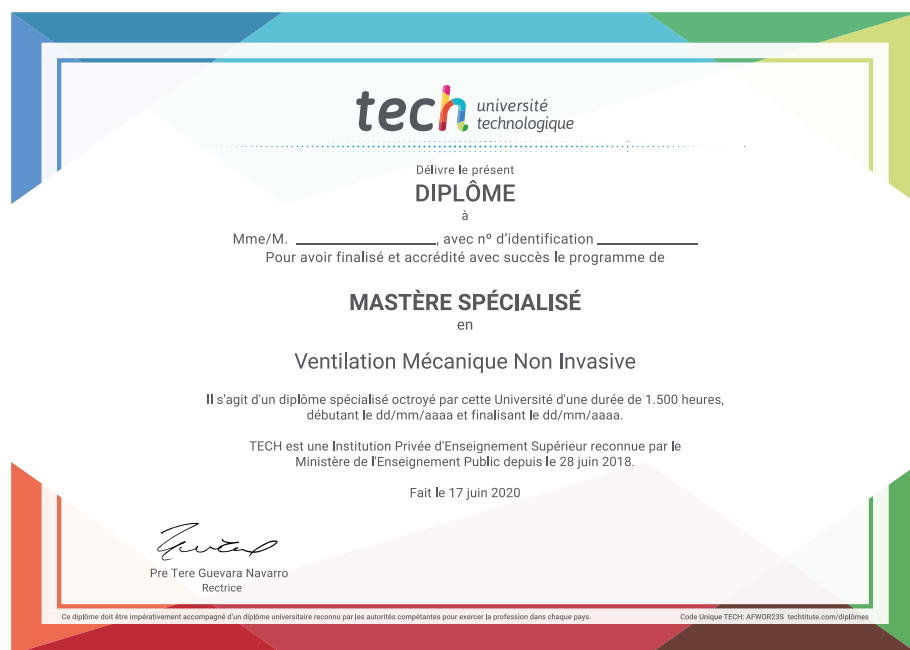 tech université
technologique
Délivre le présent
DIPLÔME
à
Mme/M. ____________________, avec nº d'identification ______________
Pour avoir finalisé et accrédité avec succès le programme de
MASTÈRE SPÉCIALISÉ
en
Ventilation Mécanique Non Invasive
Il s'agit d'un diplôme spécialisé octroyé par cette Université d'une durée de 1.500 heures,
débutant le dd/mm/aaaa et finalisant le dd/mm/aaaa.
TECH est une Institution Privée d'Enseignement Supérieur reconnue par le
Ministère de l'Enseignement Public depuis le 28 juin 2018.
Fait le 17 juin 2020
Pre Tere Guevara Navarro
Rectrice
Ce diplôme doit être impérativement accompagné d'un diplôme universitaire reconnu par les autorités compétantes pour exercer la profession dans chaque pays.
Code Unique TECH: AFWOR23S techtitute.com/diplômes